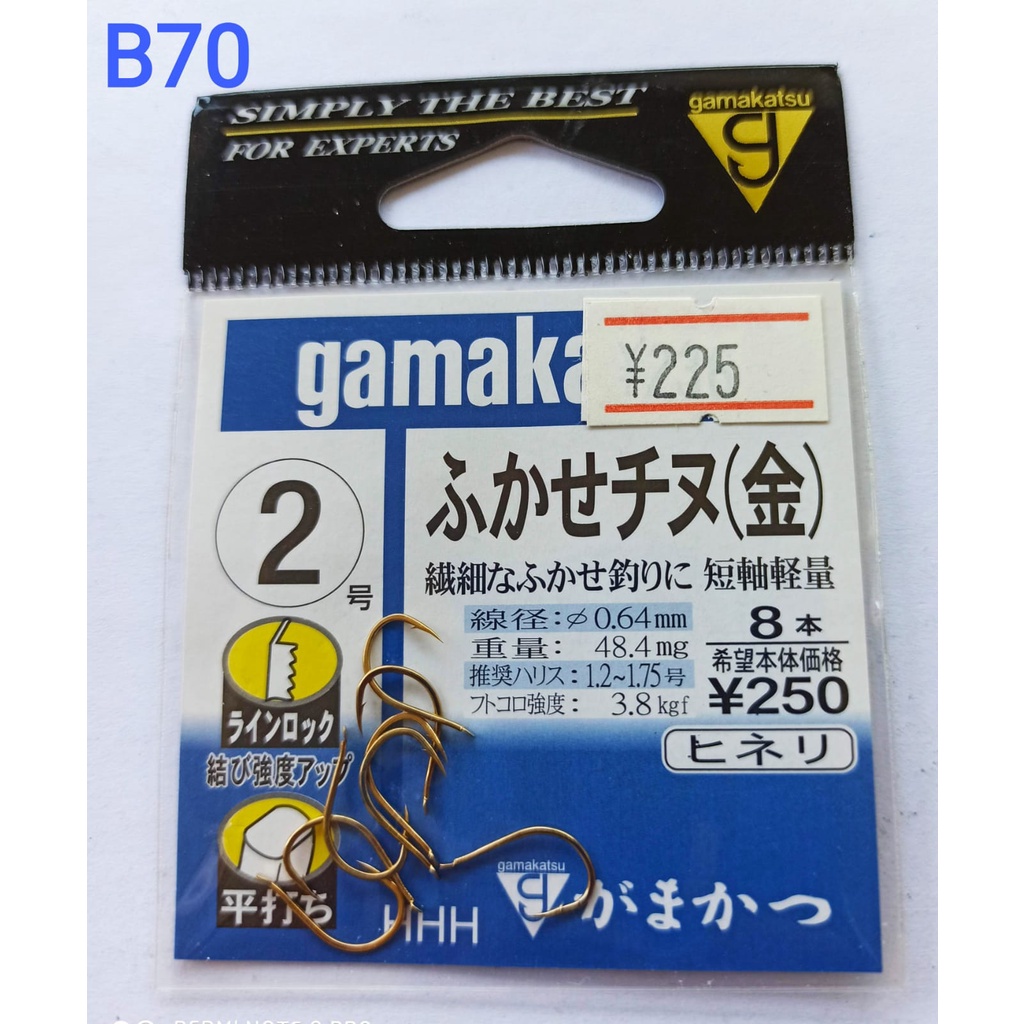 B70
SIMPLY THE BEST
FOR EXPERTS
gamakatsu
gamaka
¥225
2号
ふかせチヌ(金)
繊細なふかせ釣りに 短軸軽量
線径:φ0.64mm
重量: 48.4mg
推奨ハリス:1.2~1.75号
フトコロ強度: 3.8kgf
8本
希望本体価格
¥250
ヒネリ
ラインロック
結び強度アップ
平打ち
HHH
gamakatsu
がまかつ